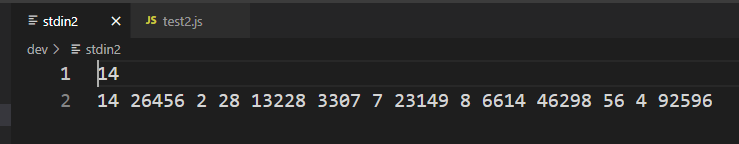 stdin2 JS test2.js
dev > stdin2
1 14
2 14 26456 2 28 13228 3307 7 23149 8 6614 46298 56 4 92596